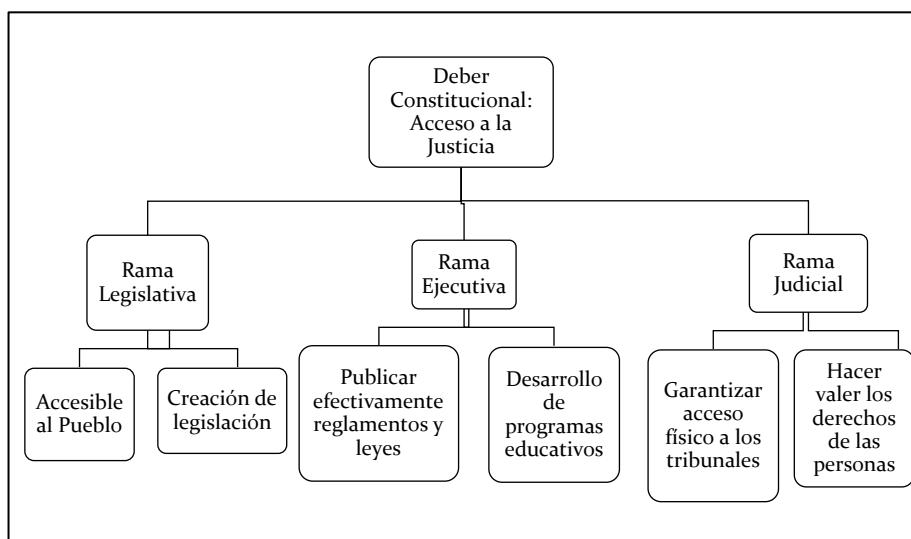 Deber
Constitucional:
Acceso a la
Justicia
Rama
Legislativa
Rama
Ejecutiva
Rama
Judicial
Accesible
al Pueblo
Creación de
legislación
Publicar
efectivamente
reglamentos y
leyes
Desarrollo
de
programas
educativos
Garantizar
acceso
físico a los
tribunales
Hacer
valer los
derechos
de las
personas